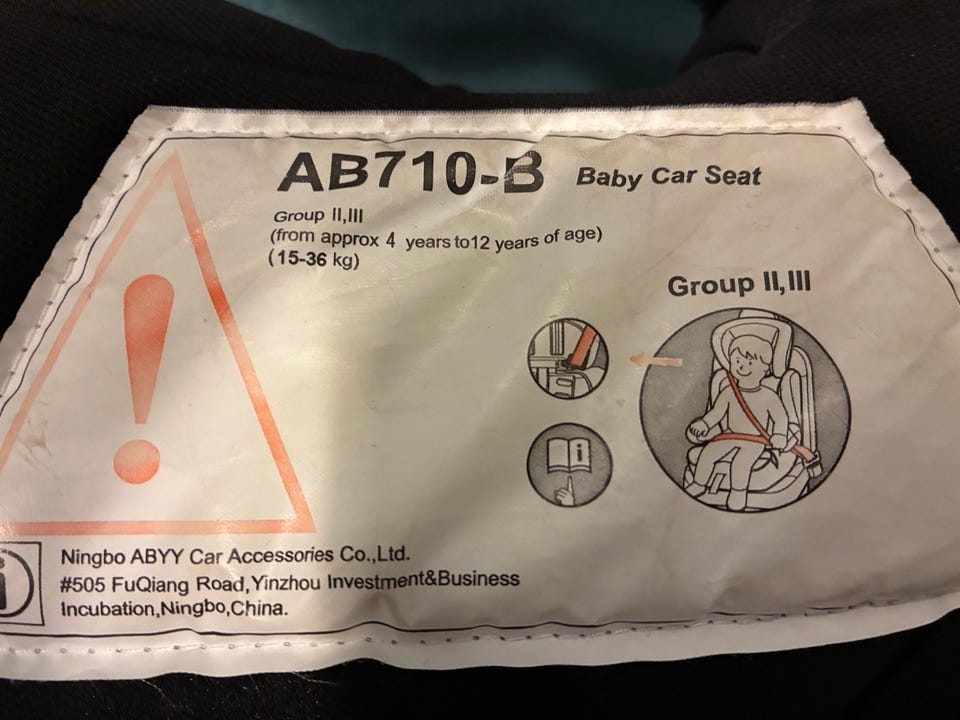 AB710-B Baby Car Seat
Group II,III
(from approx 4 years to12 years of age)
(15-36 kg)
Group II,III
i
Ningbo ABYY Car Accessories Co.,Ltd.
#505 FuQiang Road,Yinzhou Investment&Business
Incubation,Ningbo,China.